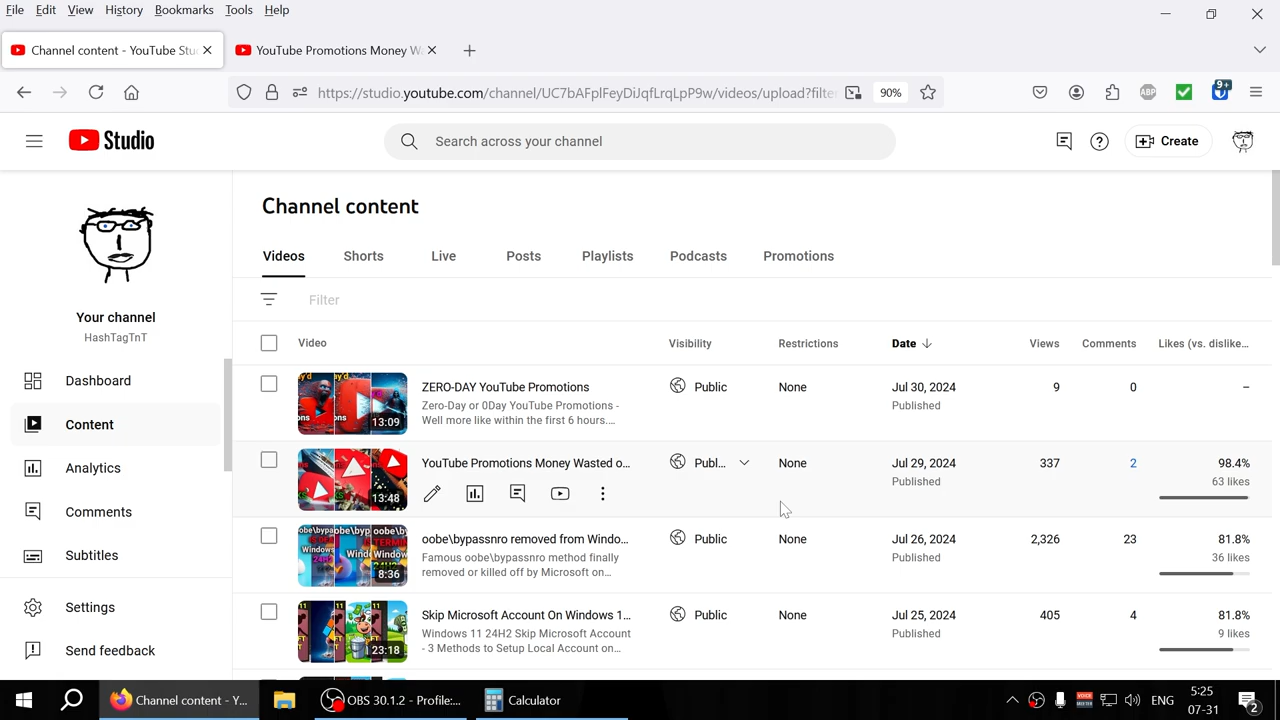 File Edit View History Bookmarks Tools Help
Channel content - YouTube Stu
YouTube Promotions Money Wa
https://studio.youtube.com/channel/UC7bAFplFeyDiJqfLrqLpP9w/videos/upload?filte
90%
ABP
9+
Studio
Search across your channel
Create
Your channel
HashTagTnT
Dashboard
Content
Analytics
Comments
Subtitles
Settings
Send feedback
Channel content
Videos Shorts Live Posts Playlists Podcasts Promotions
Filter
Video Visibility Restrictions Date Views Comments Likes (vs. dislike...
13:09
ZERO-DAY YouTube Promotions
Zero-Day or 0Day YouTube Promotions -
Well more like within the first 6 hours....
Public None Jul 30, 2024 9 0 –
Published
13:48
YouTube Promotions Money Wasted o...
Publ... None Jul 29, 2024 337 2 98.4%
Published 63 likes
8:36
oobe\bypassnro removed from Windo...
Famous oobe\bypassnro method finally
removed or killed off by Microsoft on...
Public None Jul 26, 2024 2,326 23 81.8%
Published 36 likes
23:18
Skip Microsoft Account On Windows 1...
Windows 11 24H2 Skip Microsoft Account
- 3 Methods to Setup Local Account on...
Public None Jul 25, 2024 405 4 81.8%
Published 9 likes
Channel content - Y...
OBS 30.1.2 - Profile:...
Calculator
ENG
5:25
07-31
2